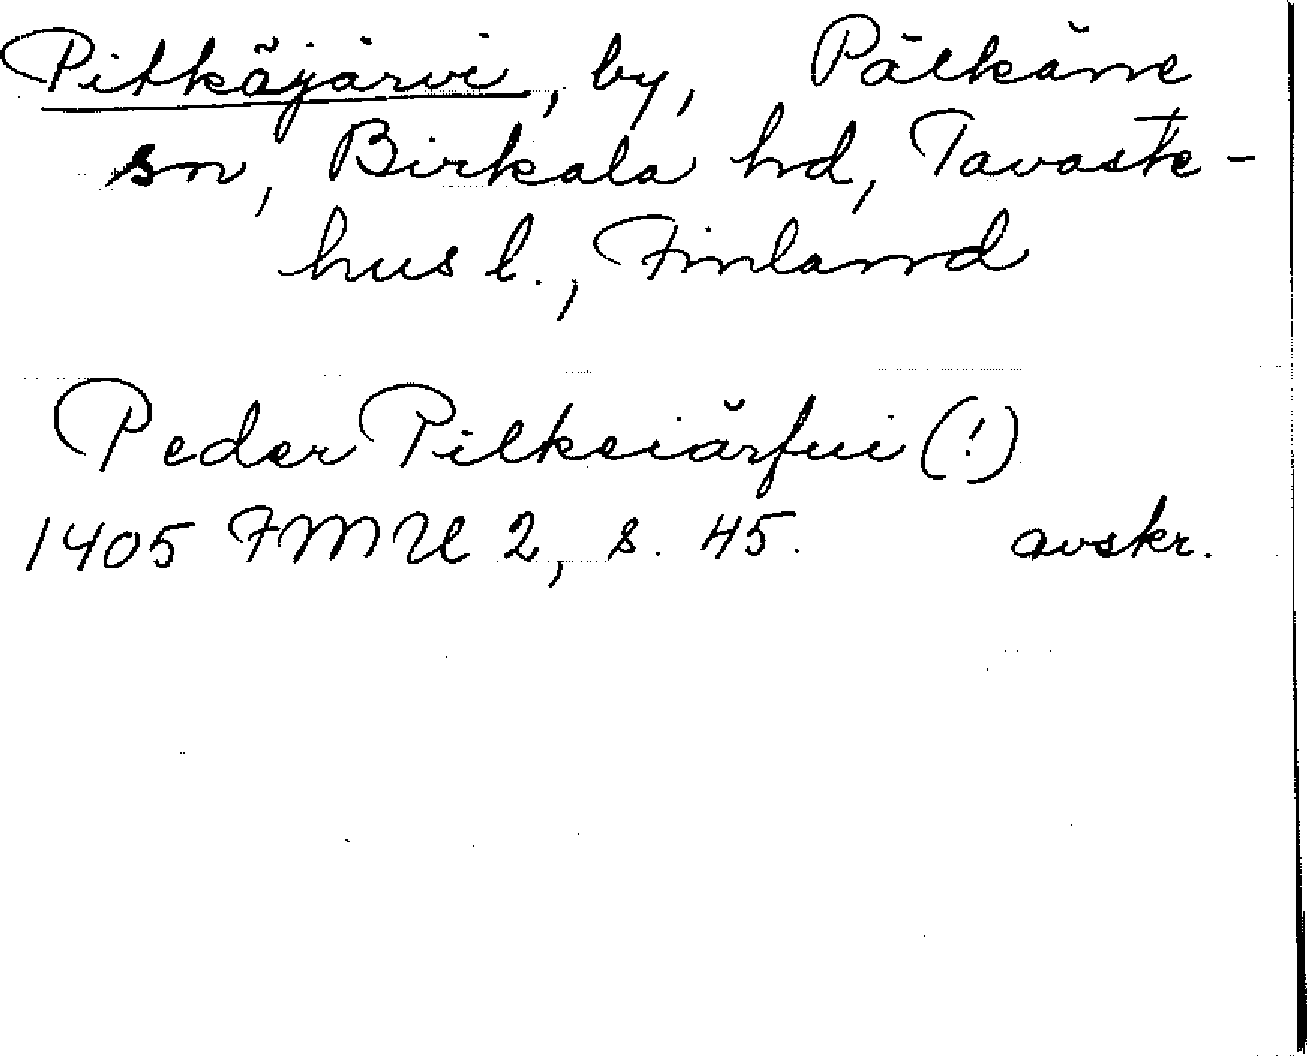 Pitkäjärvi, by, Pälkäne
sn, Birkala hd, Tavaste-
hus l., Finland
Peder Pilkeiärfui (!)
1405 FMU 2, s. 45. avskr.